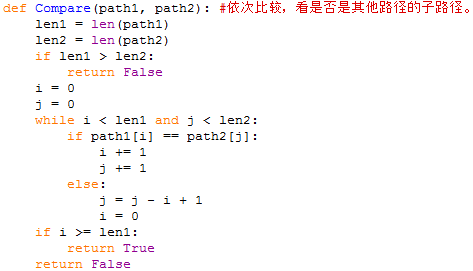 def Compare(path1, path2): #依次比较，看是否是其他路径的子路径。
    len1 = len(path1)
    len2 = len(path2)
    if len1 > len2:
        return False
    i = 0
    j = 0
    while i < len1 and j < len2:
        if path1[i] == path2[j]:
            i += 1
            j += 1
        else:
            j = j - i + 1
            i = 0
    if i >= len1:
        return True
    return False